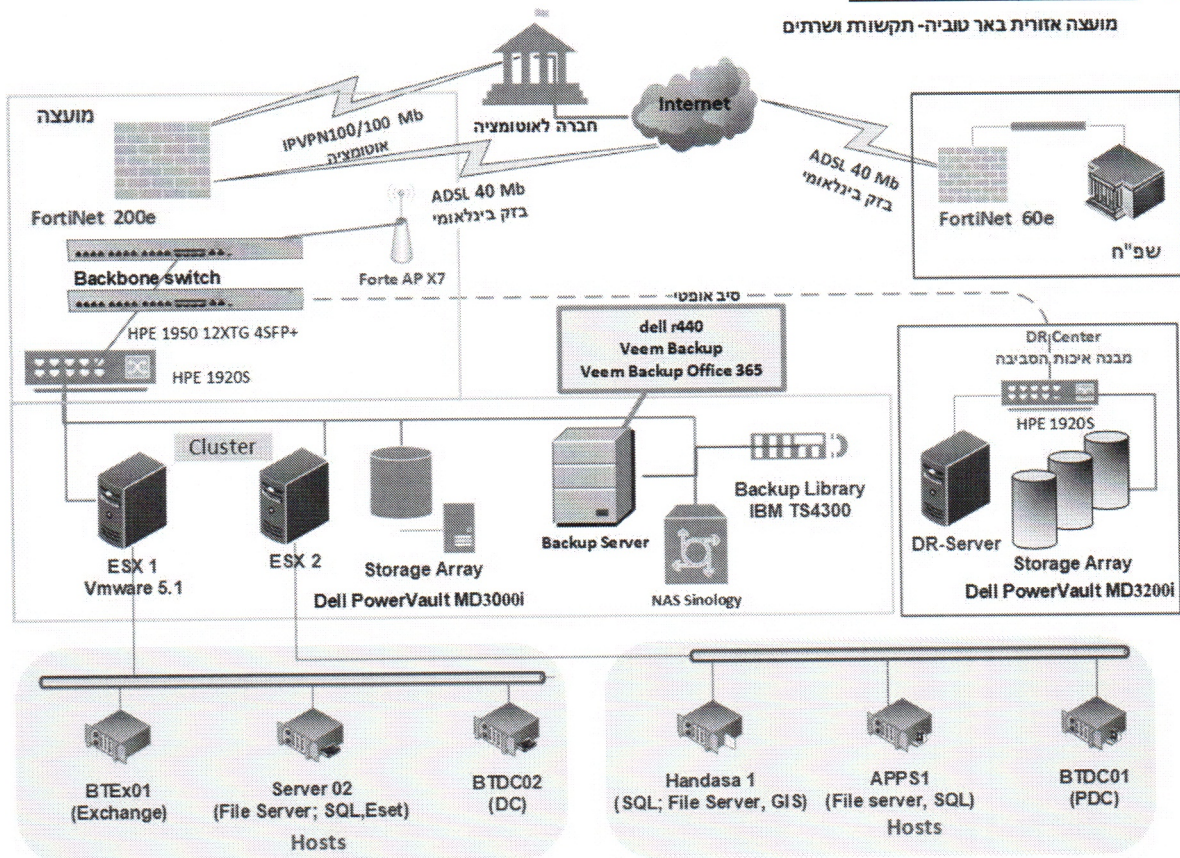 מועצה אזורית באר טוביה- תקשורת ושרתים
מועצה
IPVPN100/100 Mb
אוטומציה
חברה לאוטומציה
Internet
ADSL 40 Mb
בזק בינלאומי
ADSL 40 Mb
בזק בינלאומי
FortiNet 200e
FortiNet 60e
שפ"ח
Backbone switch
Forte AP X7
HPE 1950 12XTG 4SFP+
HPE 1920S
סיב אופטי
dell r440
Veem Backup
Veem Backup Office 365
DR Center
מבנה איכות הסביבה
HPE 1920S
DR-Server
Storage Array
Dell PowerVault MD3200i
Cluster
ESX 1
Vmware 5.1
ESX 2
Storage Array
Dell PowerVault MD3000i
Backup Server
NAS Sinology
Backup Library
IBM TS4300
BTEx01
(Exchange)
Server 02
(File Server; SQL,Eset)
BTDC02
(DC)
Hosts
Handasa 1
(SQL; File Server, GIS)
APPS1
(File server, SQL)
BTDC01
(PDC)
Hosts